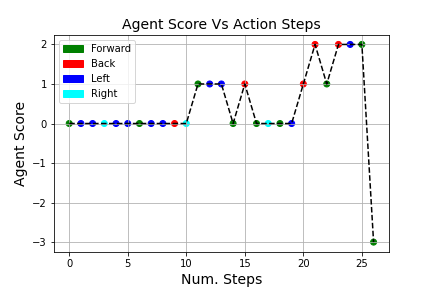 Agent Score Vs Action Steps
Forward
Back
Left
Right
2
1
0
−1
−2
−3
Agent Score
0
5
10
15
20
25
Num. Steps